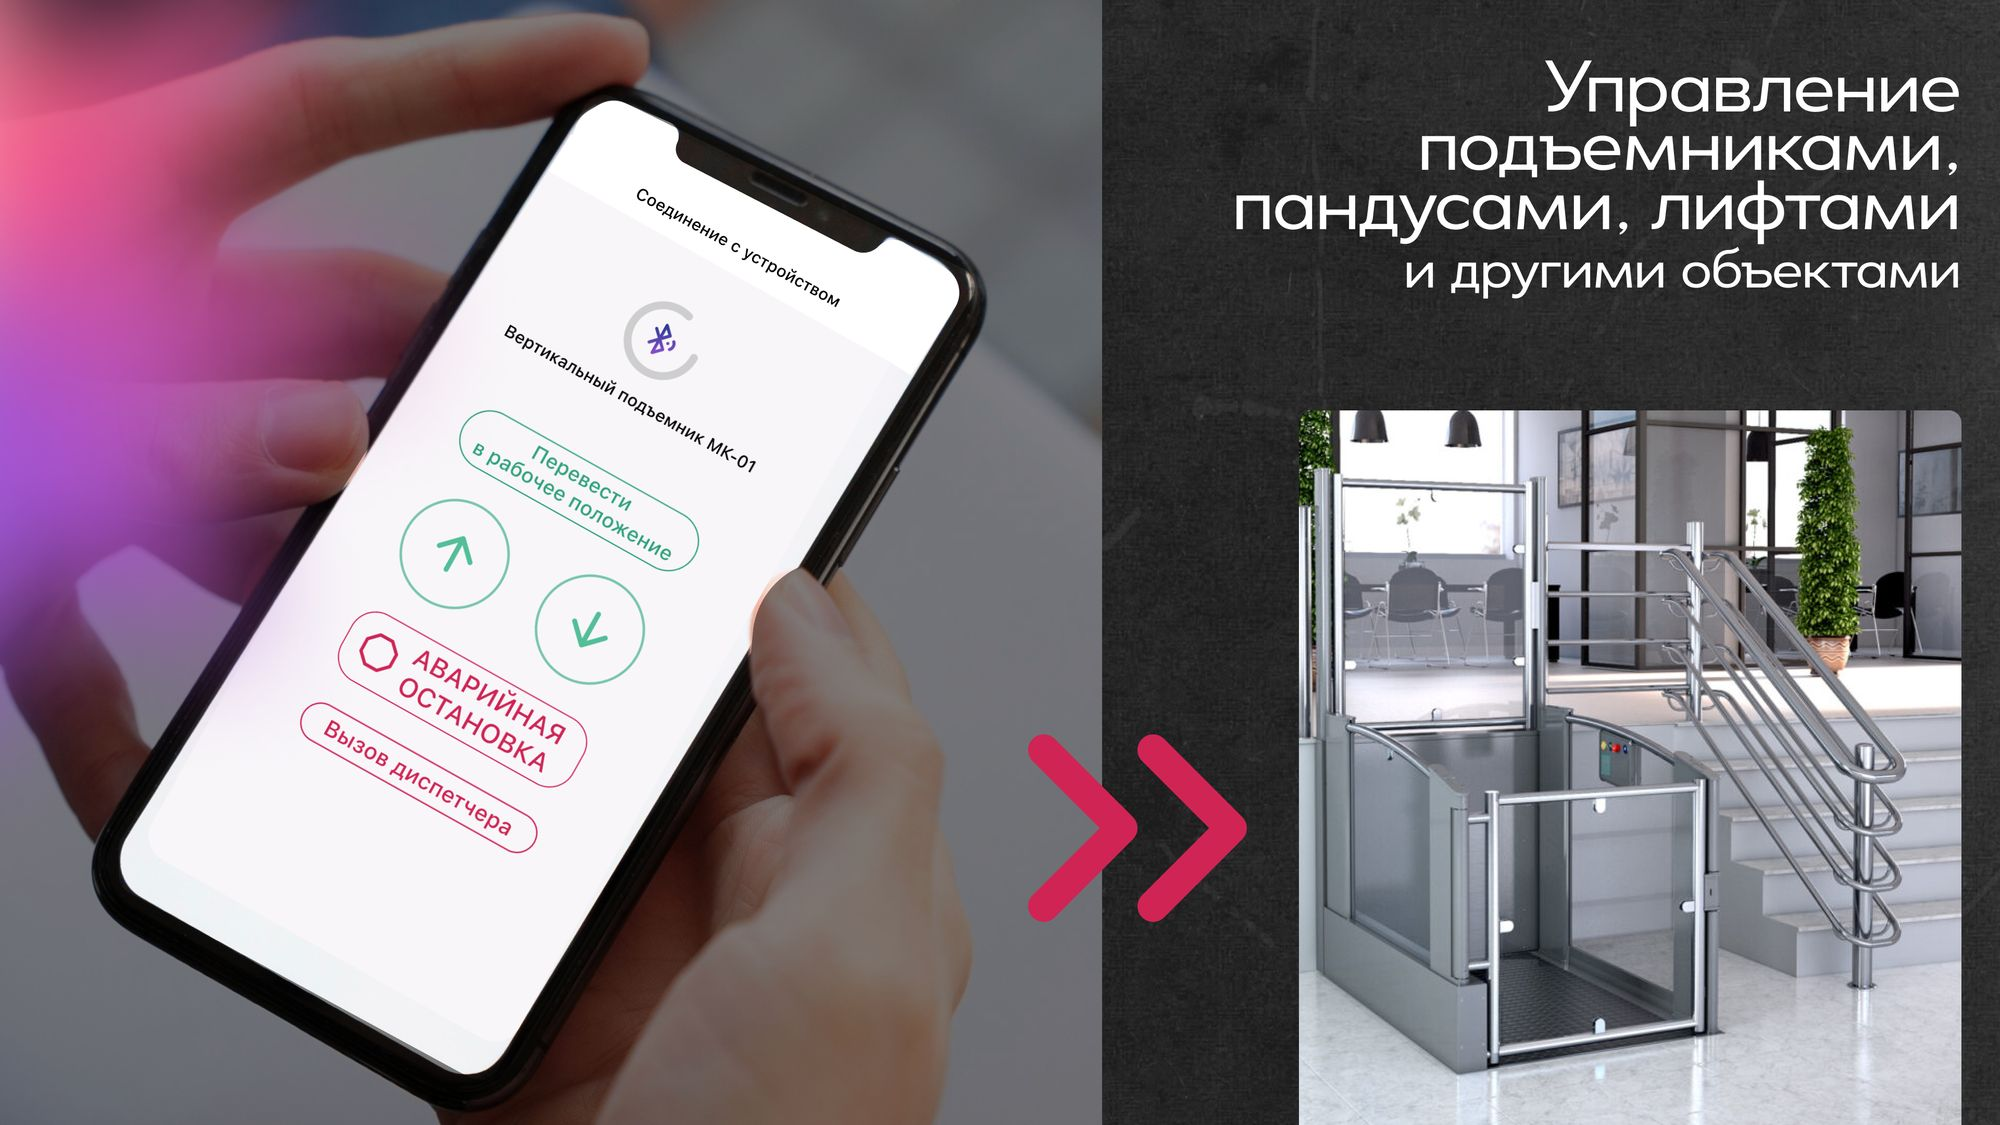 Соединение с устройством
Вертикальный подъемник МК-01
Перевести
в рабочее положение
АВАРИЙНАЯ
ОСТАНОВКА
Вызов диспетчера
Управление
подъемниками,
пандусами, лифтами
и другими объектами